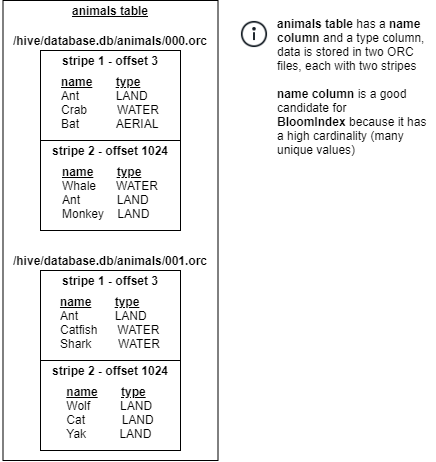 animals table
/hive/database.db/animals/000.orc
stripe 1 - offset 3
name type
Ant LAND
Crab WATER
Bat AERIAL
stripe 2 - offset 1024
name type
Whale WATER
Ant LAND
Monkey LAND
/hive/database.db/animals/001.orc
stripe 1 - offset 3
name type
Ant LAND
Catfish WATER
Shark WATER
stripe 2 - offset 1024
name type
Wolf LAND
Cat LAND
Yak LAND
i
animals table has a name
column and a type column,
data is stored in two ORC
files, each with two stripes
name column is a good
candidate for
BloomIndex because it has
a high cardinality (many
unique values)